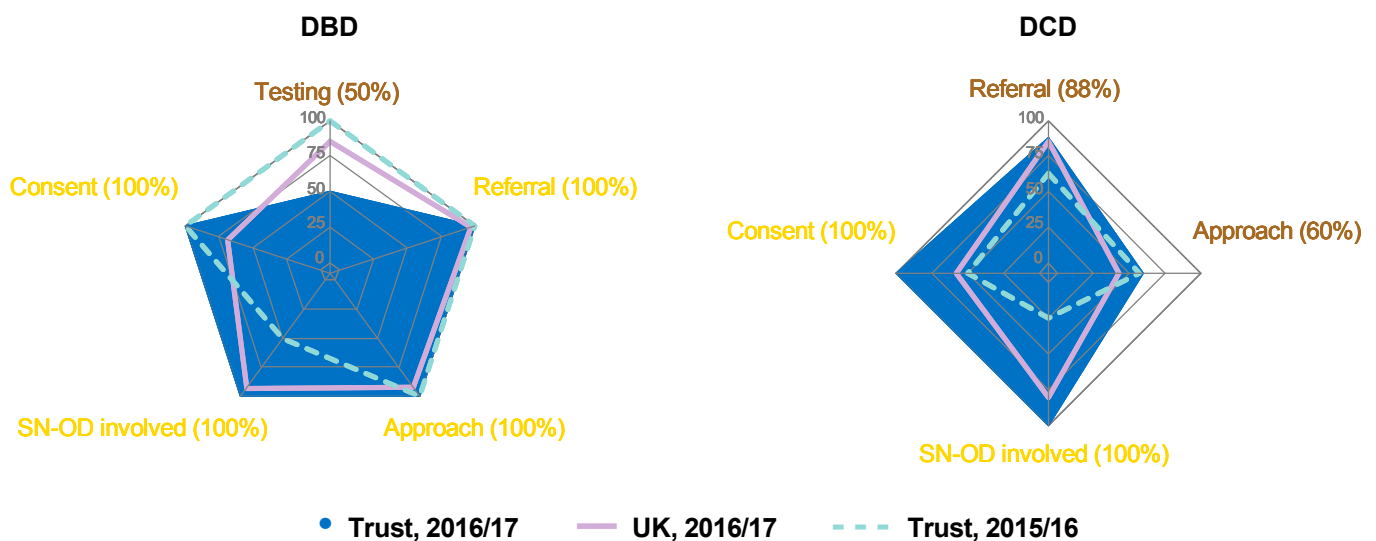 DBD
Testing (50%)
100
75
50
25
0
Consent (100%)
Referral (100%)
SN-OD involved (100%)
Approach (100%)
DCD
Referral (88%)
100
75
50
25
0
Consent (100%)
Approach (60%)
SN-OD involved (100%)
Trust, 2016/17
UK, 2016/17
Trust, 2015/16